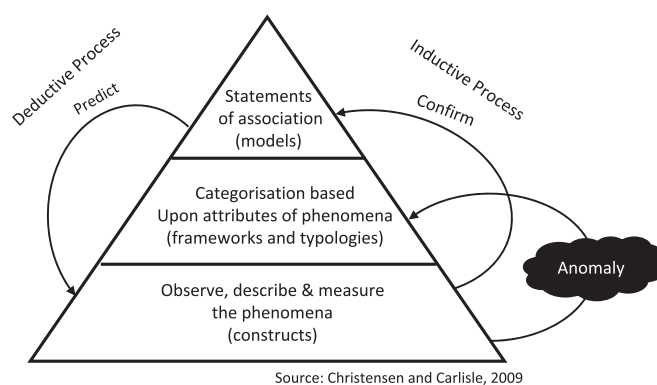 Deductive Process
Predict
Inductive Process
Confirm
Statements
of association
(models)
Categorisation based
Upon attributes of phenomena
(frameworks and typologies)
Anomaly
Observe, describe & measure
the phenomena
(constructs)
Source: Christensen and Carlisle, 2009